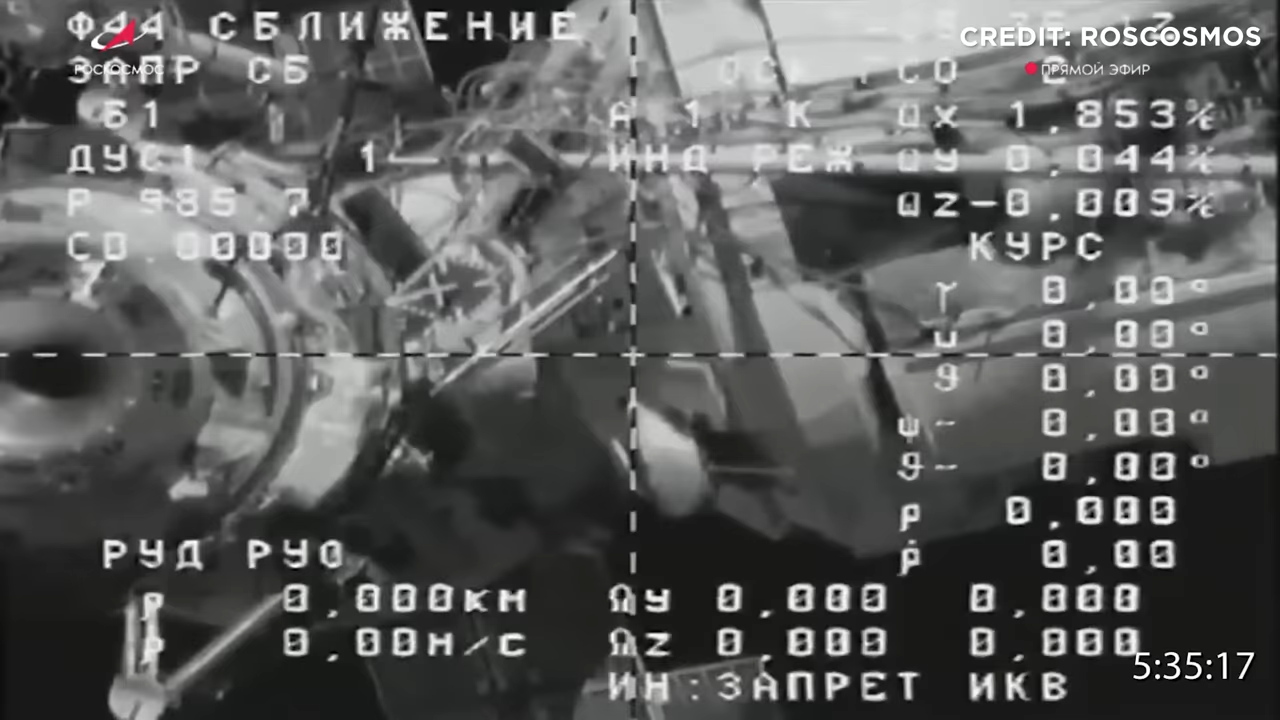 ФАА СБЛИЖЕНИЕ
CREDIT: ROSCOSMOS
РОСКОСМОС
ПРЯМОЙ ЭФИР
ЗАПР СБ
Б1
А 1 К Ωx 1,853%
ДУС1 1—
ИНД РЕЖ Ωy 0,044%
P 985,7
Ωz-0,009%
С0,00000
КУРС
γ 0,00°
0,00°
ϑ 0,00°
ψ- 0,00°
ϑ- 0,00°
ρ 0,000
ρ̇ 0,00
РУД РУО
ρ 0,000км Ωy 0,000 0,000
ρ̇ 0,00м/с Ωz 0,000 0,000
5:35:17
ИН:ЗАПРЕТ ИКВ